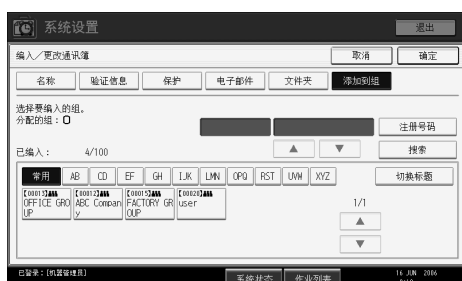 系统设置 退出
编入／更改通讯簿 取消 确定
名称 验证信息 保护 电子邮件 文件夹 添加到组
选择要编入的组。
分配的组：0
注册号码
已编入： 4/100 ▲ ▼ 搜索
常用 AB CD EF GH IJK LMN OPQ RST UVW XYZ 切换标题
[00013] [00012] [00015] [00020]
OFFICE GRO ABC Compan FACTORY GR user 1/1
UP y OUP
▲
▼
已登录：[机器管理员] 系统状态 作业列表 16 JUN 2006